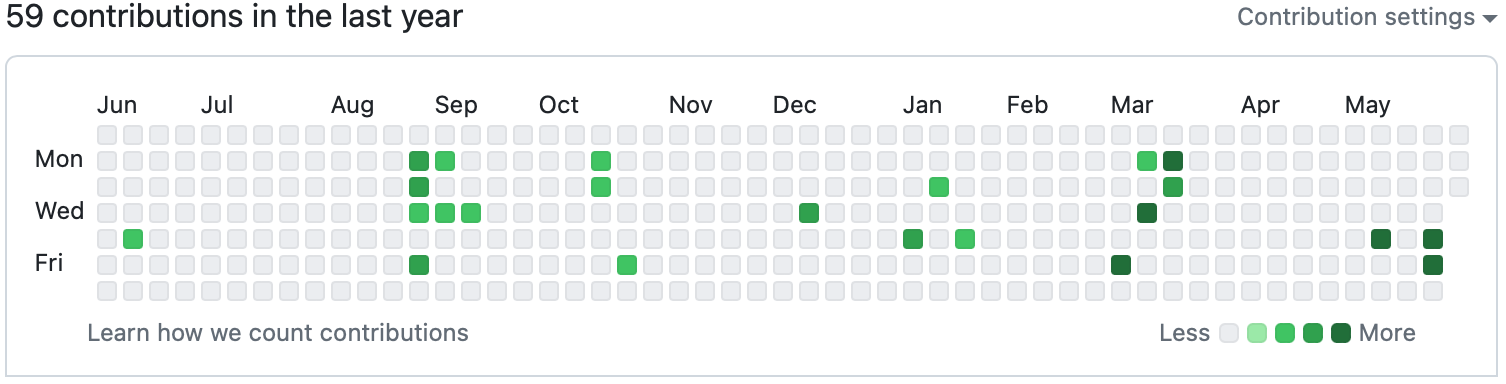 59 contributions in the last year
Contribution settings
Jun Jul Aug Sep Oct Nov Dec Jan Feb Mar Apr May
Mon
Wed
Fri
Learn how we count contributions
Less More